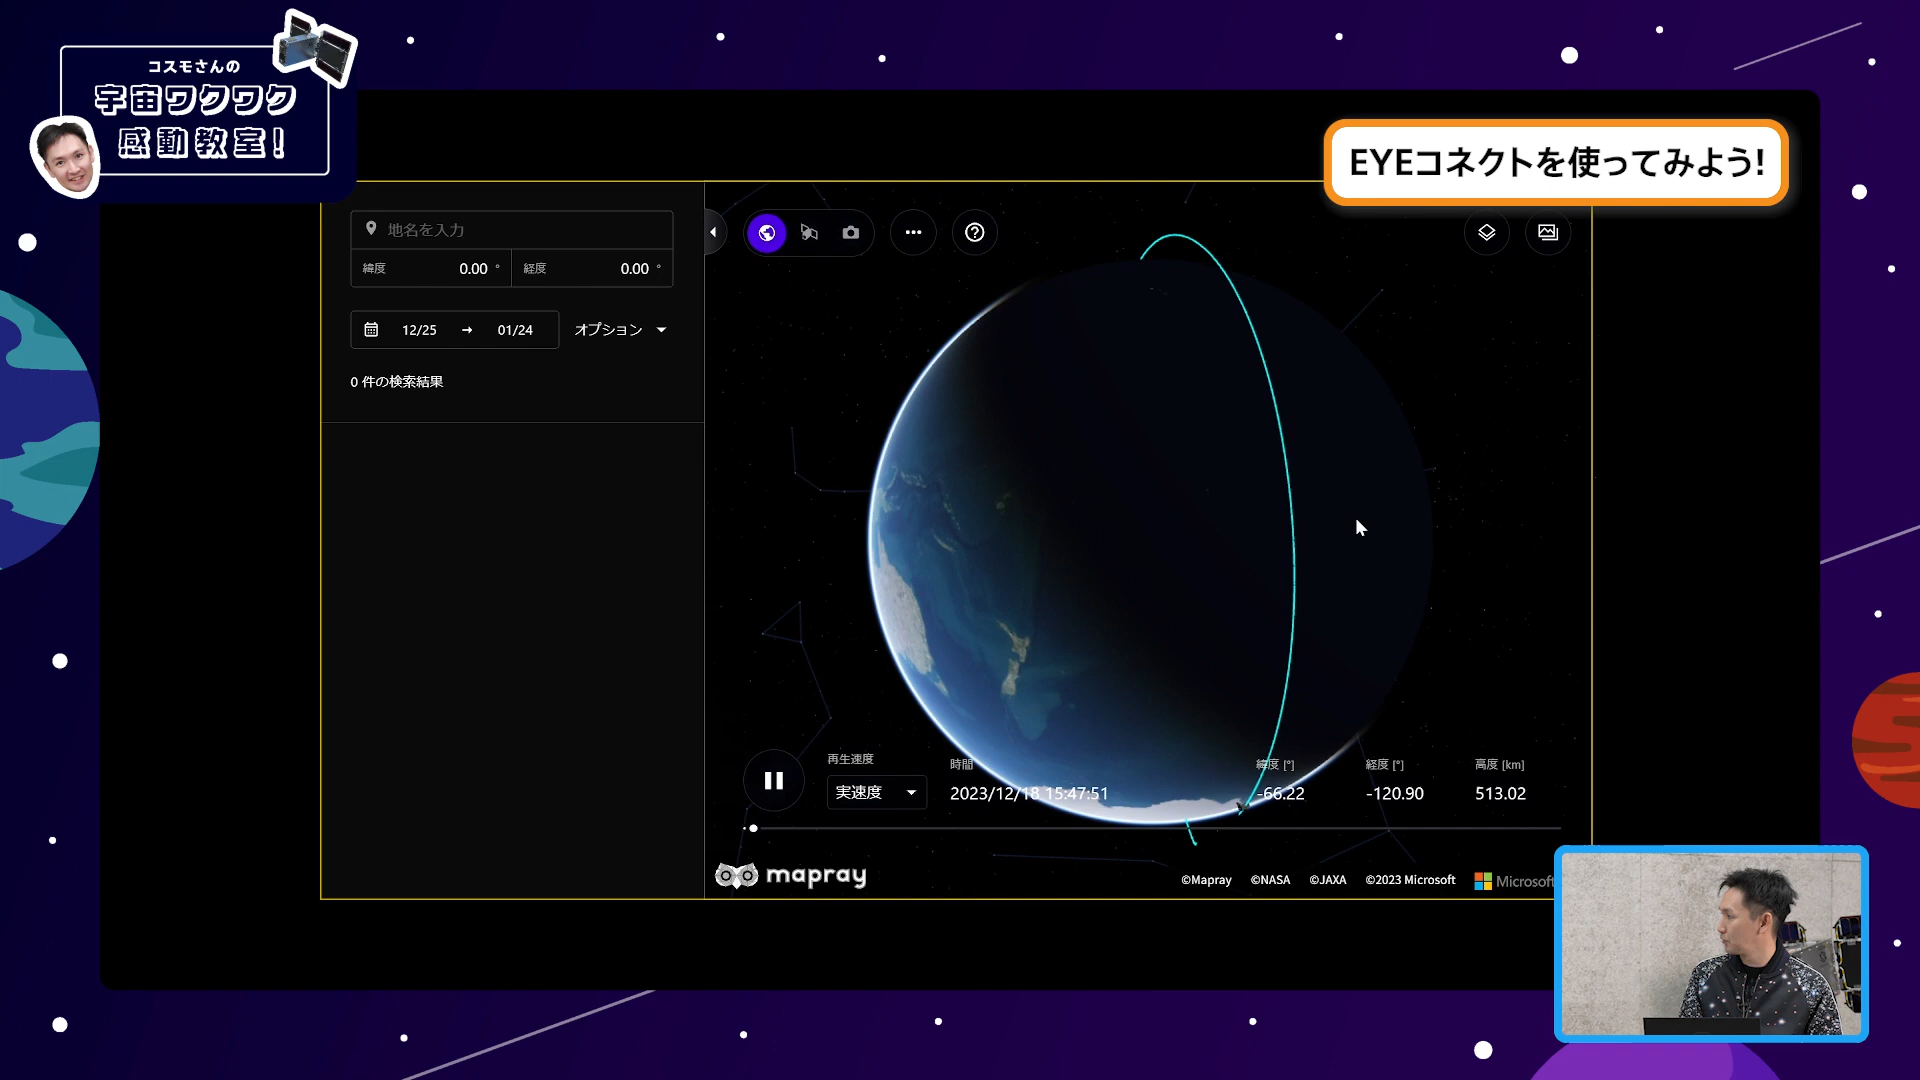 コスモさんの
宇宙ワクワク
感動教室!
EYEコネクトを使ってみよう!
地名を入力
緯度 0.00 ° 経度 0.00 °
12/25 → 01/24 オプション
0 件の検索結果
再生速度
実速度
時間
2023/12/18 15:47:51
緯度 [°]
-66.22
経度 [°]
-120.90
高度 [km]
513.02
mapray
©Mapray ©NASA ©JAXA ©2023 Microsoft Microsoft